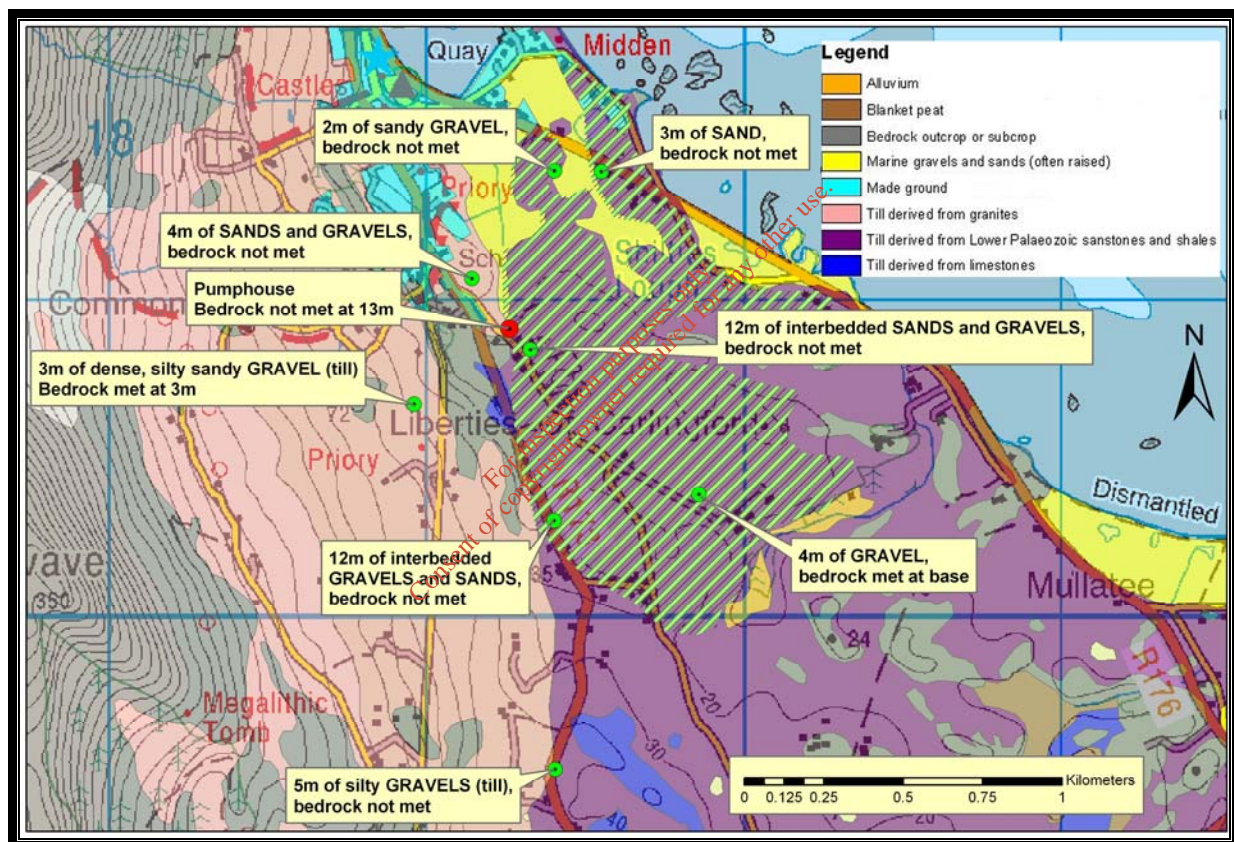 Quay
Midden
Castles
18
2m of sandy GRAVEL,
bedrock not met
3m of SAND,
bedrock not met
Legend
Alluvium
Blanket peat
Bedrock outcrop or subcrop
Marine gravels and sands (often raised)
Made ground
Till derived from granites
Till derived from Lower Palaeozoic sanstones and shales
Till derived from limestones
Priory
4m of SANDS and GRAVELS,
bedrock not met
Sch
Common
Pumphouse
Bedrock not met at 13m
12m of interbedded SANDS and GRAVELS,
bedrock not met
N
3m of dense, silty sandy GRAVEL (till)
Bedrock met at 3m
72
Liberties
Priory
For inspection purposes only.
Consent of copyright owner required for any other use.
Dismantled
12m of interbedded
GRAVELS and SANDS,
bedrock not met
35
4m of GRAVEL,
bedrock met at base
Mullatee
wave
350
24
R176
Megalithic
Tomb
20
30
5m of silty GRAVELS (till),
bedrock not met
40
20
Kilometers
0 0.125 0.25 0.5 0.75 1